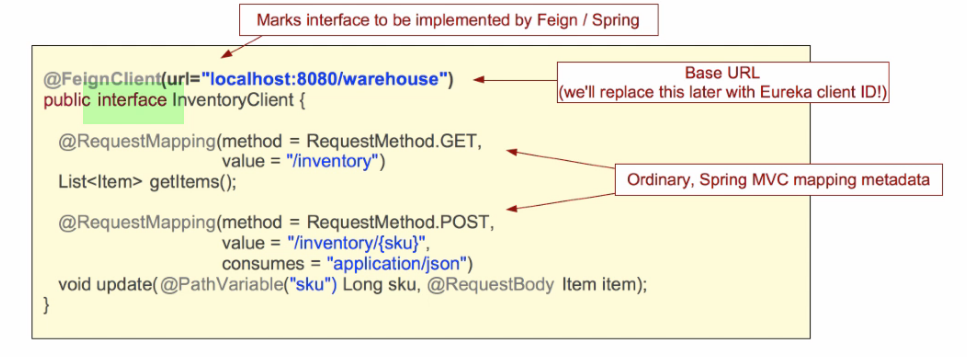 Marks interface to be implemented by Feign / Spring
@FeignClient(url="localhost:8080/warehouse")
Base URL
(we'll replace this later with Eureka client ID!)
public interface InventoryClient {
@RequestMapping(method = RequestMethod.GET,
value = "/inventory")
List<Item> getItems();
Ordinary, Spring MVC mapping metadata
@RequestMapping(method = RequestMethod.POST,
value = "/inventory/{sku}",
consumes = "application/json")
void update(@PathVariable("sku") Long sku, @RequestBody Item item);
}